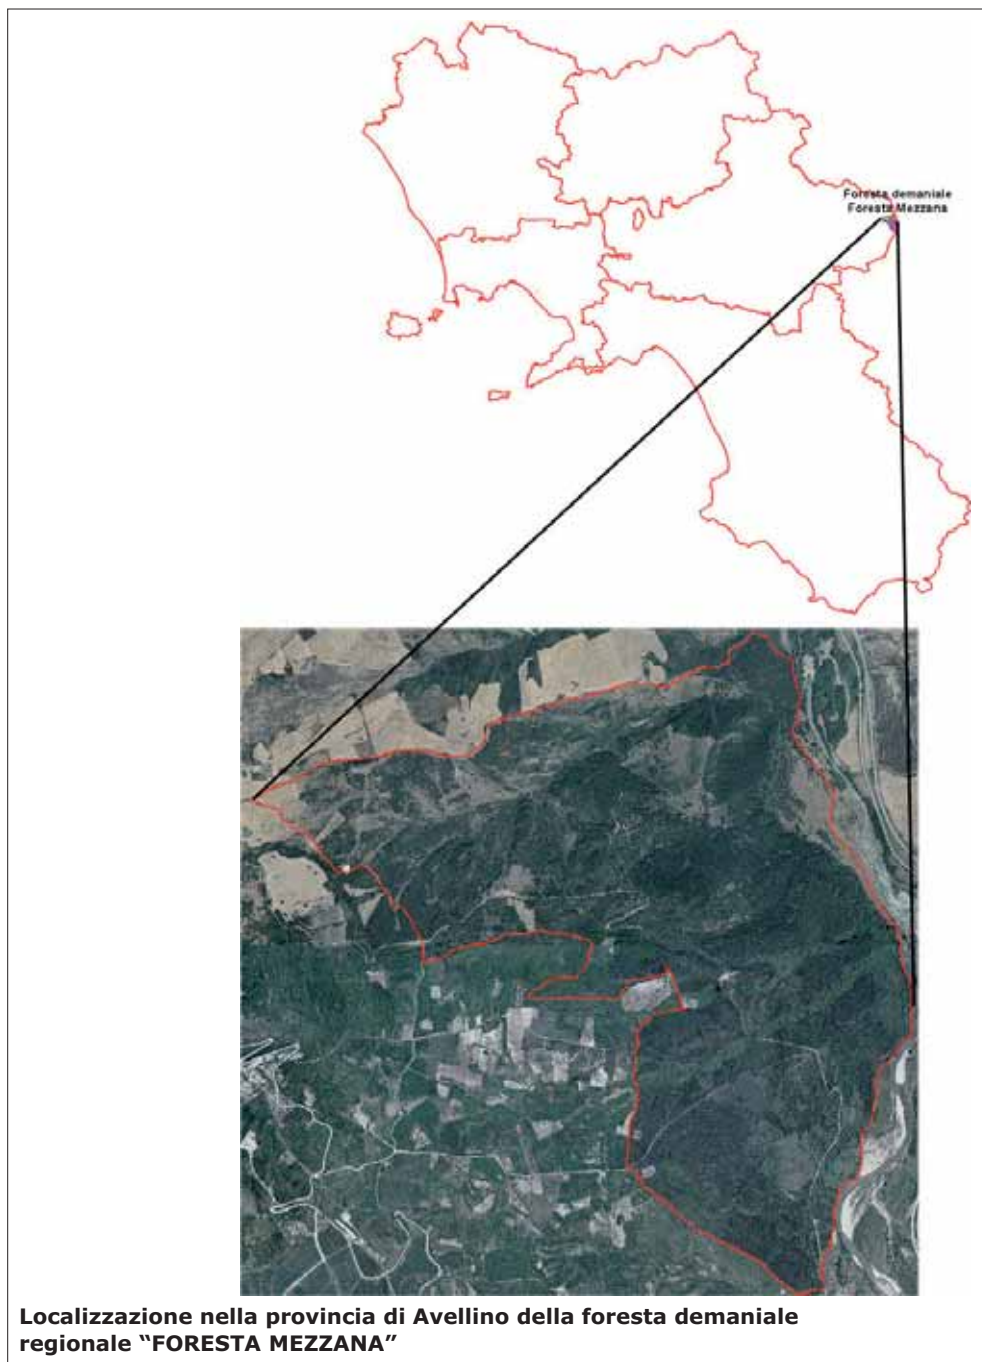 Foresta demaniale
Foresta Mezzana
Localizzazione nella provincia di Avellino della foresta demaniale
regionale “FORESTA MEZZANA”